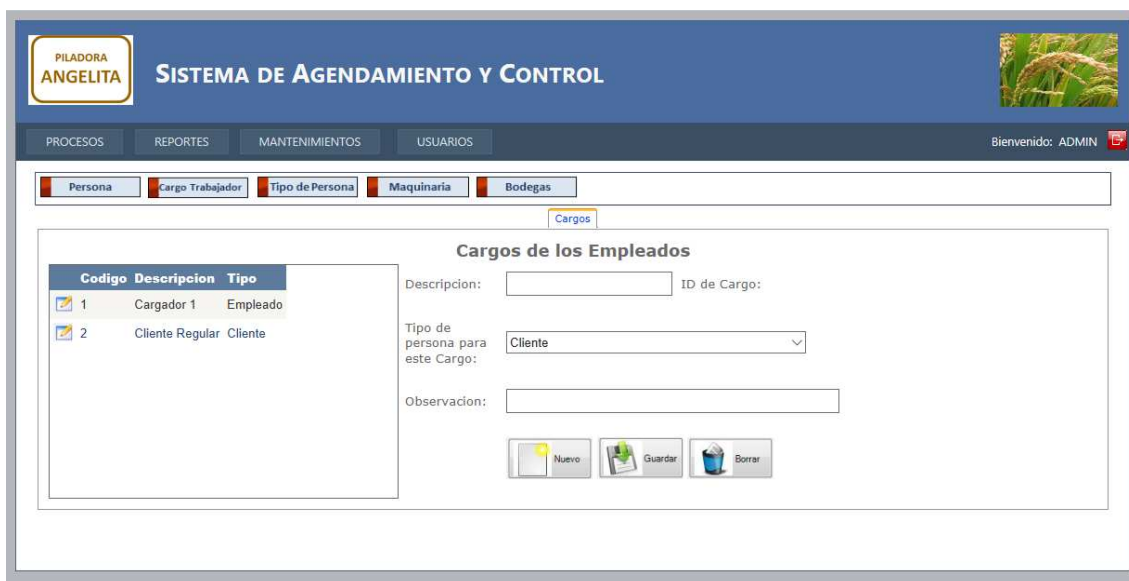 PILADORA
ANGELITA
SISTEMA DE AGENDAMIENTO Y CONTROL
PROCESOS REPORTES MANTENIMIENTOS USUARIOS Bienvenido: ADMIN
Persona Cargo Trabajador Tipo de Persona Maquinaria Bodegas
Cargos
Cargos de los Empleados
Codigo Descripcion Tipo
1 Cargador 1 Empleado
2 Cliente Regular Cliente
Descripcion: ID de Cargo:
Tipo de
persona para
este Cargo:
Cliente
Observacion:
Nuevo Guardar Borrar